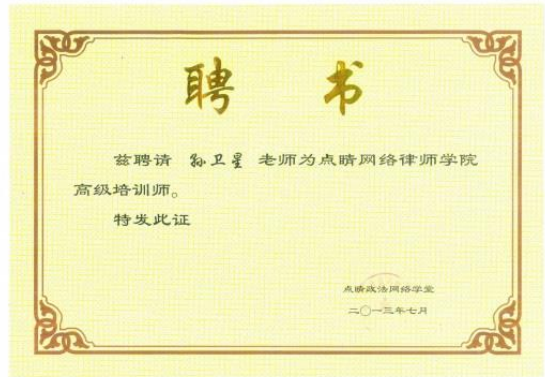 聘 书
兹聘请 孙卫星 老师为点睛网络律师学院
高级培训师。
特发此证
点睛政法网络学堂
二〇一三年七月